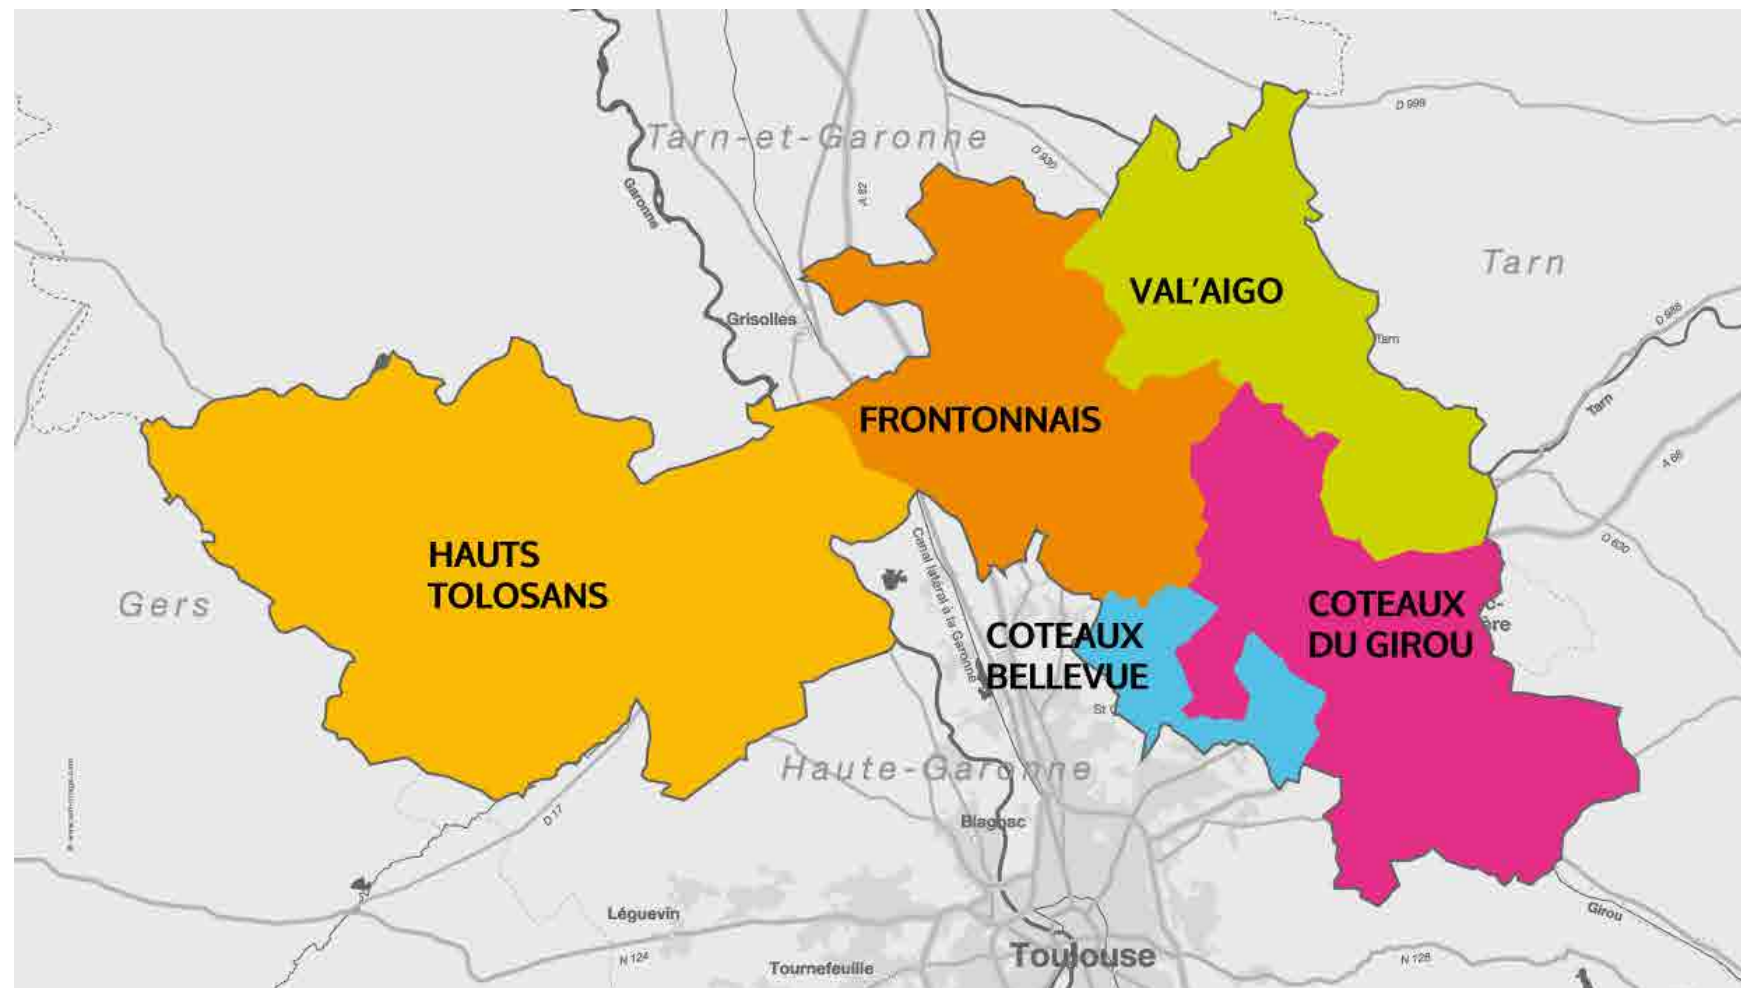 D 999
Tarn-et-Garonne
D 930
A 62
Garonne
Tarn
VAL'AIGO
D 988
Grisolles
Tarn
FRONTONNAIS
Tarn
A 68
HAUTS
TOLOSANS
Canal latéral à la Garonne
D 630
Gers
COTEAUX
BELLEVUE
COTEAUX
DU GIROU
St
Haute-Garonne
D 17
Blagnac
Léguevin
Girou
N 124
Tournefeuille
Toulouse
N 126